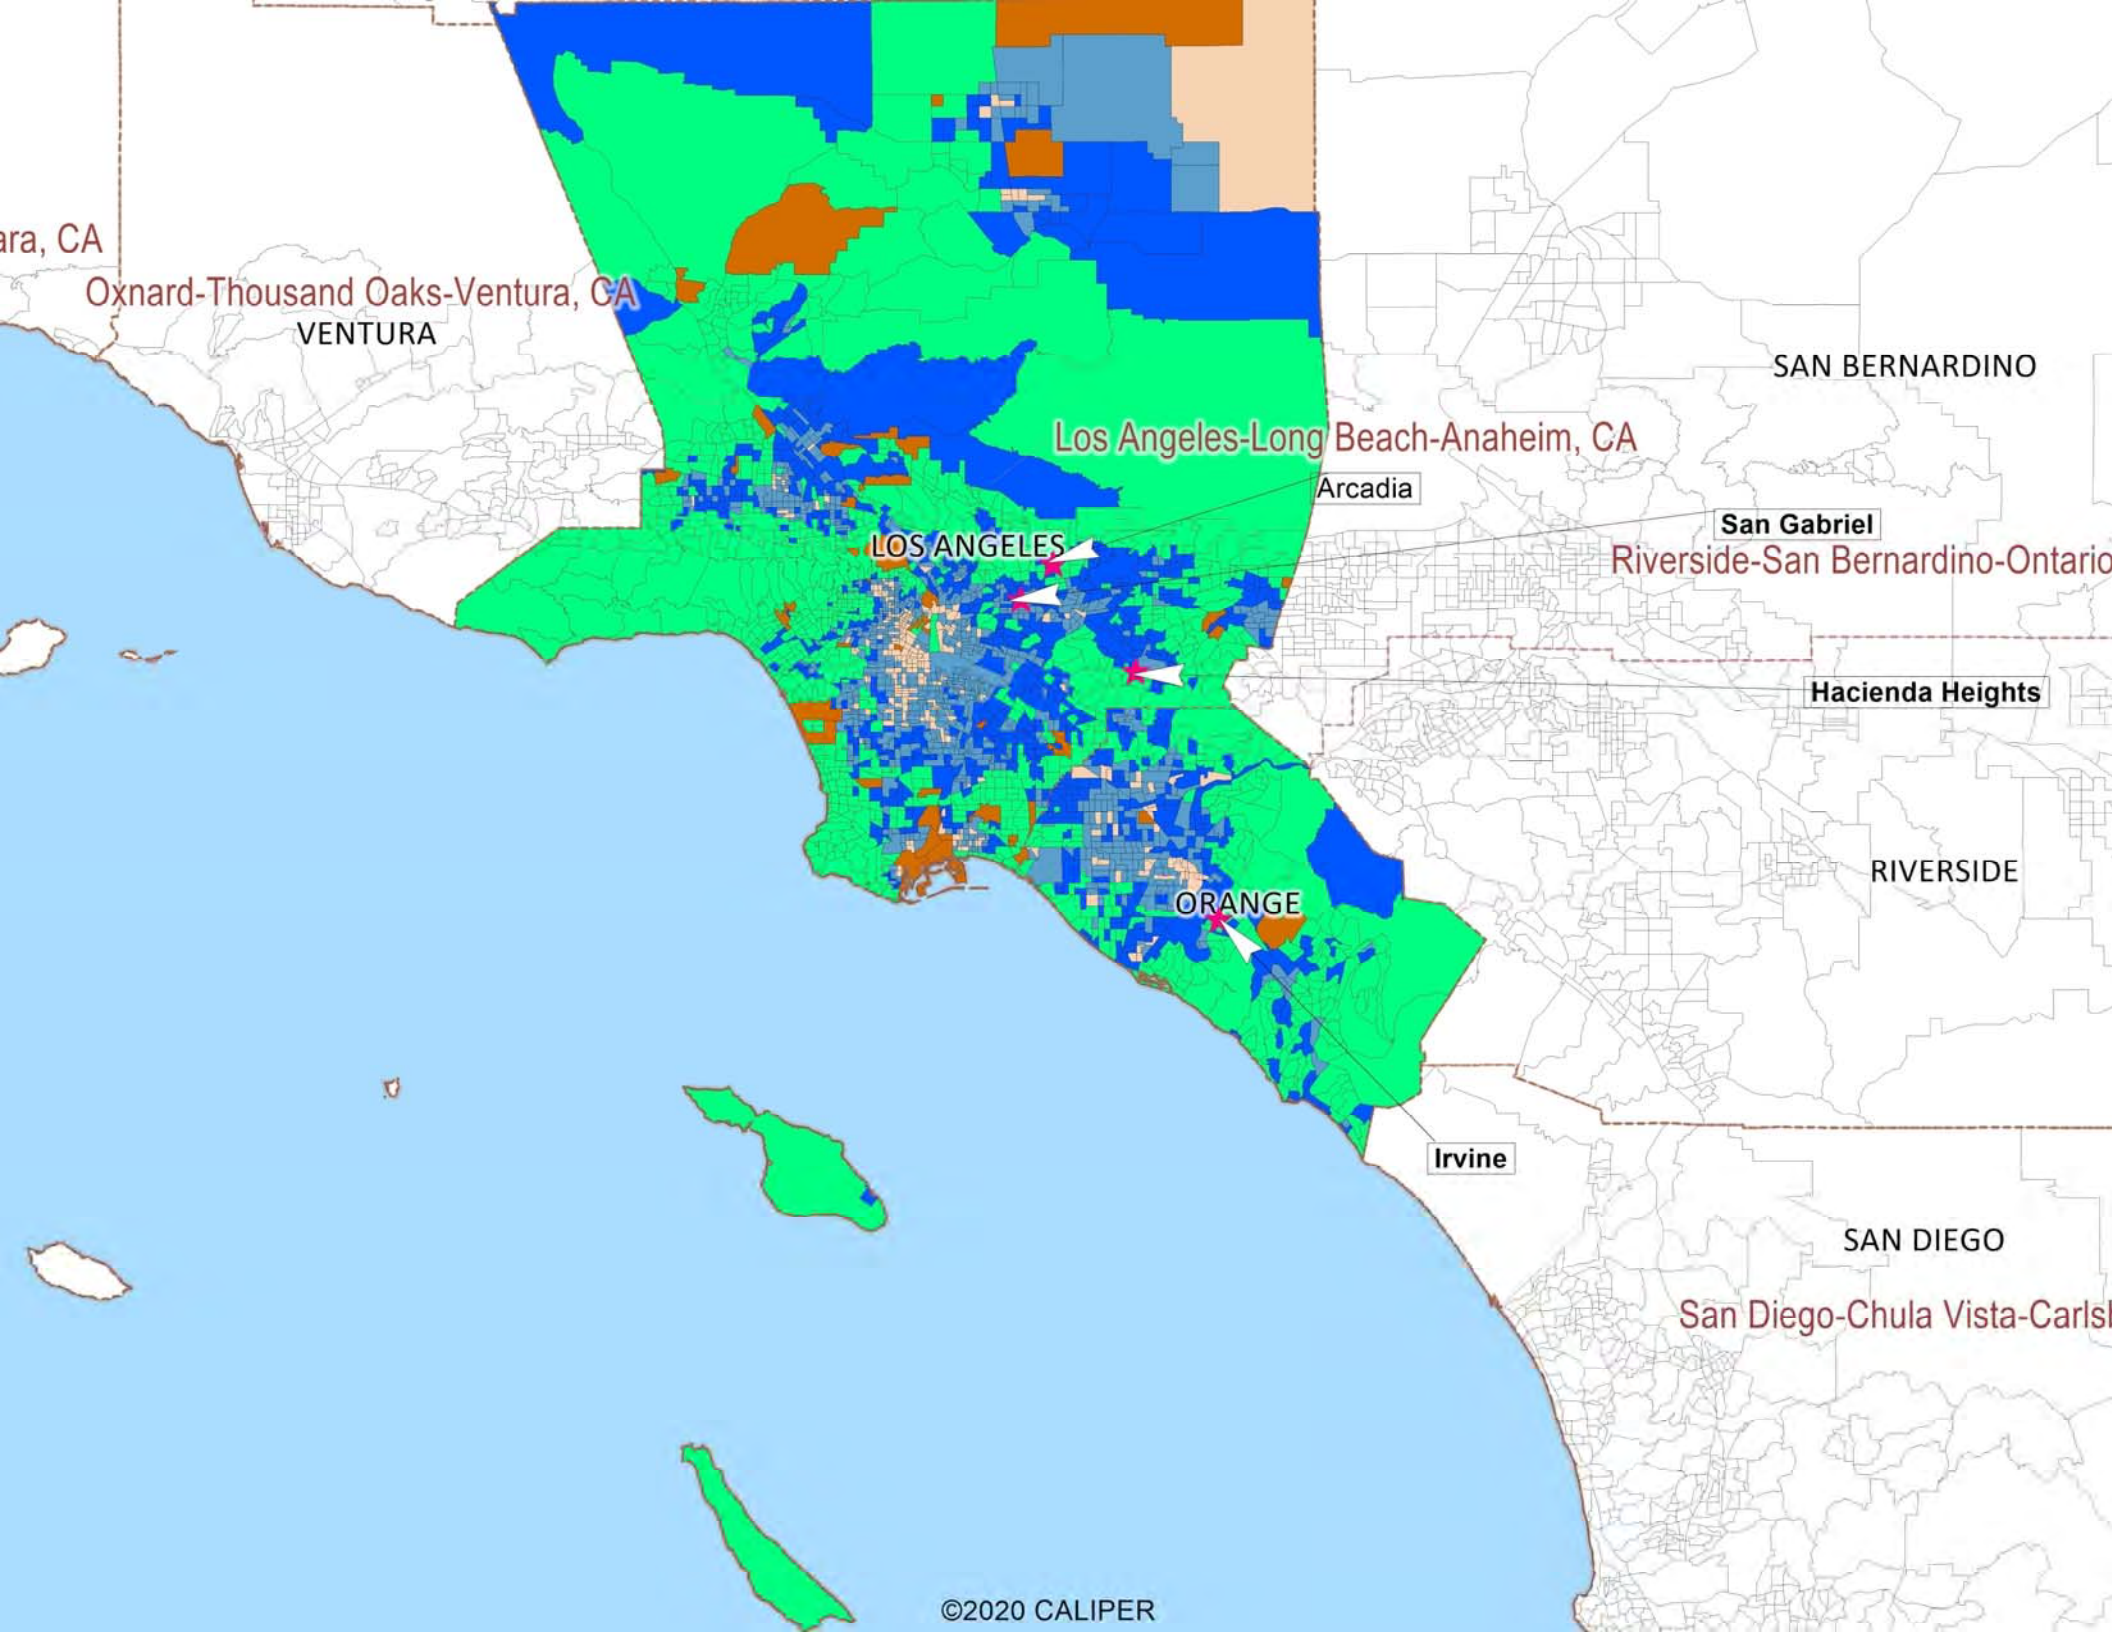 ara, CA
Oxnard-Thousand Oaks-Ventura, CA
VENTURA
SAN BERNARDINO
Los Angeles-Long Beach-Anaheim, CA
Arcadia
San Gabriel
LOS ANGELES
Riverside-San Bernardino-Ontario
Hacienda Heights
RIVERSIDE
ORANGE
Irvine
SAN DIEGO
San Diego-Chula Vista-Carlsb
©2020 CALIPER